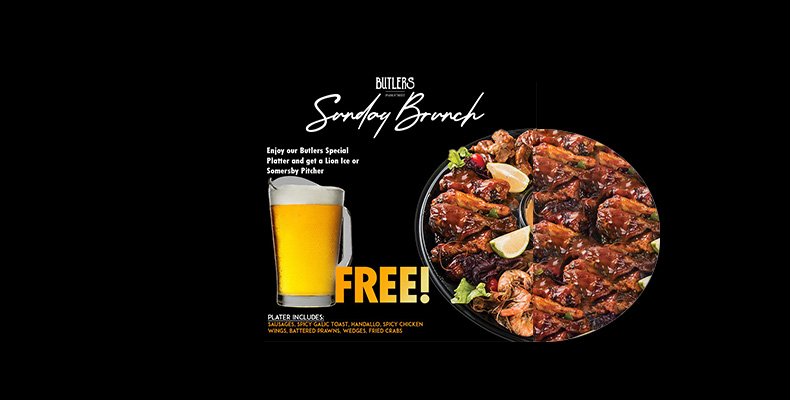 BUTLERS
Sunday Brunch
Enjoy our Butlers Special
Platter and get a Lion Ice or
Somersby Pitcher
FREE!
PLATER INCLUDES:
SAUSAGES, SPICY GALIC TOAST, HANDALLO, SPICY CHICKEN
WINGS, BATTERED PRAWNS, WEDGES, FRIED CRABS